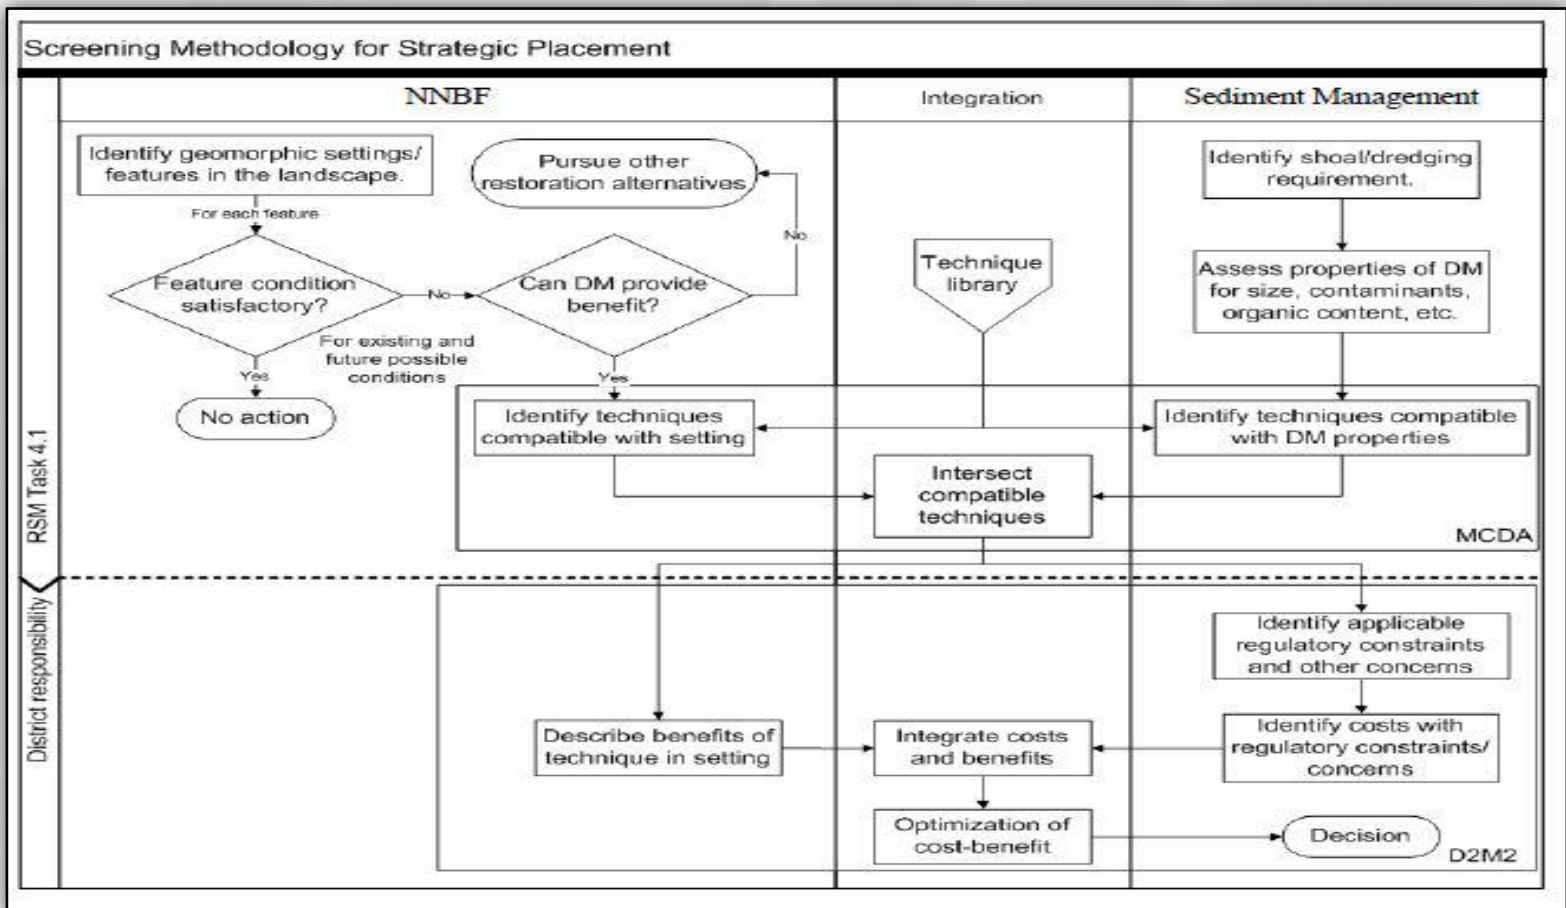 Screening Methodology for Strategic Placement
NNBF
Integration
Sediment Management
Identify geomorphic settings/
features in the landscape.
For each feature
Feature condition
satisfactory?
No
For existing and
future possible
conditions
Yes
No action
Pursue other
restoration alternatives
No
Can DM provide
benefit?
Yes
Technique
library
Identify shoal/dredging
requirement.
Assess properties of DM
for size, contaminants,
organic content, etc.
Identify techniques
compatible with setting
Identify techniques compatible
with DM properties
Intersect
compatible
techniques
MCDA
RSM Task 4.1
District responsibility
Identify applicable
regulatory constraints
and other concerns
Describe benefits of
technique in setting
Integrate costs
and benefits
Identify costs with
regulatory constraints/
concerns
Optimization of
cost-benefit
Decision
D2M2